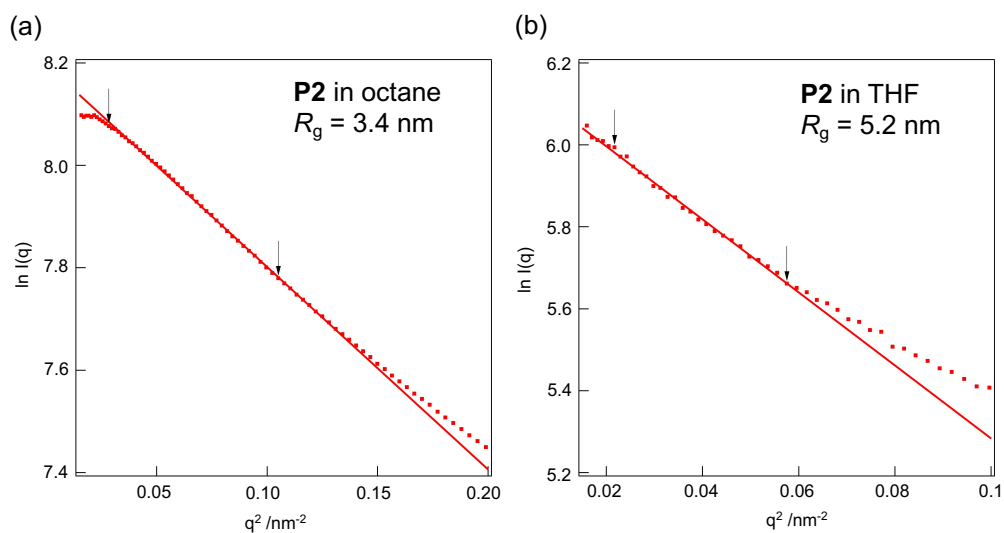 (a)
8.2
8.0
7.8
7.6
7.4
ln I(q)
P2 in octane
Rg = 3.4 nm
0.05
0.10
0.15
0.20
q² /nm⁻²
(b)
6.2
6.0
5.8
5.6
5.4
5.2
ln I(q)
P2 in THF
Rg = 5.2 nm
0.02
0.04
0.06
0.08
0.1
q² /nm⁻²